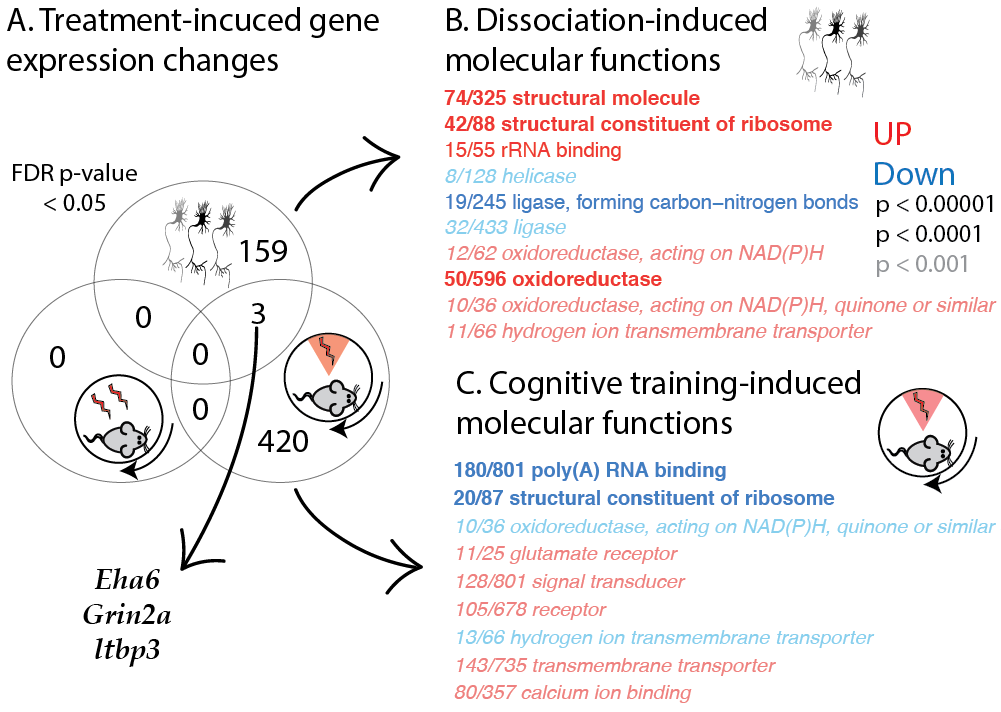 A. Treatment-incuced gene
expression changes
FDR p-value
< 0.05
159
0
3
0
0
0
420
Eha6
Grin2a
ltbp3
B. Dissociation-induced
molecular functions
74/325 structural molecule
42/88 structural constituent of ribosome
15/55 rRNA binding
8/128 helicase
19/245 ligase, forming carbon−nitrogen bonds
32/433 ligase
12/62 oxidoreductase, acting on NAD(P)H
50/596 oxidoreductase
10/36 oxidoreductase, acting on NAD(P)H, quinone or similar
11/66 hydrogen ion transmembrane transporter
UP
Down
p < 0.00001
p < 0.0001
p < 0.001
C. Cognitive training-induced
molecular functions
180/801 poly(A) RNA binding
20/87 structural constituent of ribosome
10/36 oxidoreductase, acting on NAD(P)H, quinone or similar
11/25 glutamate receptor
128/801 signal transducer
105/678 receptor
13/66 hydrogen ion transmembrane transporter
143/735 transmembrane transporter
80/357 calcium ion binding